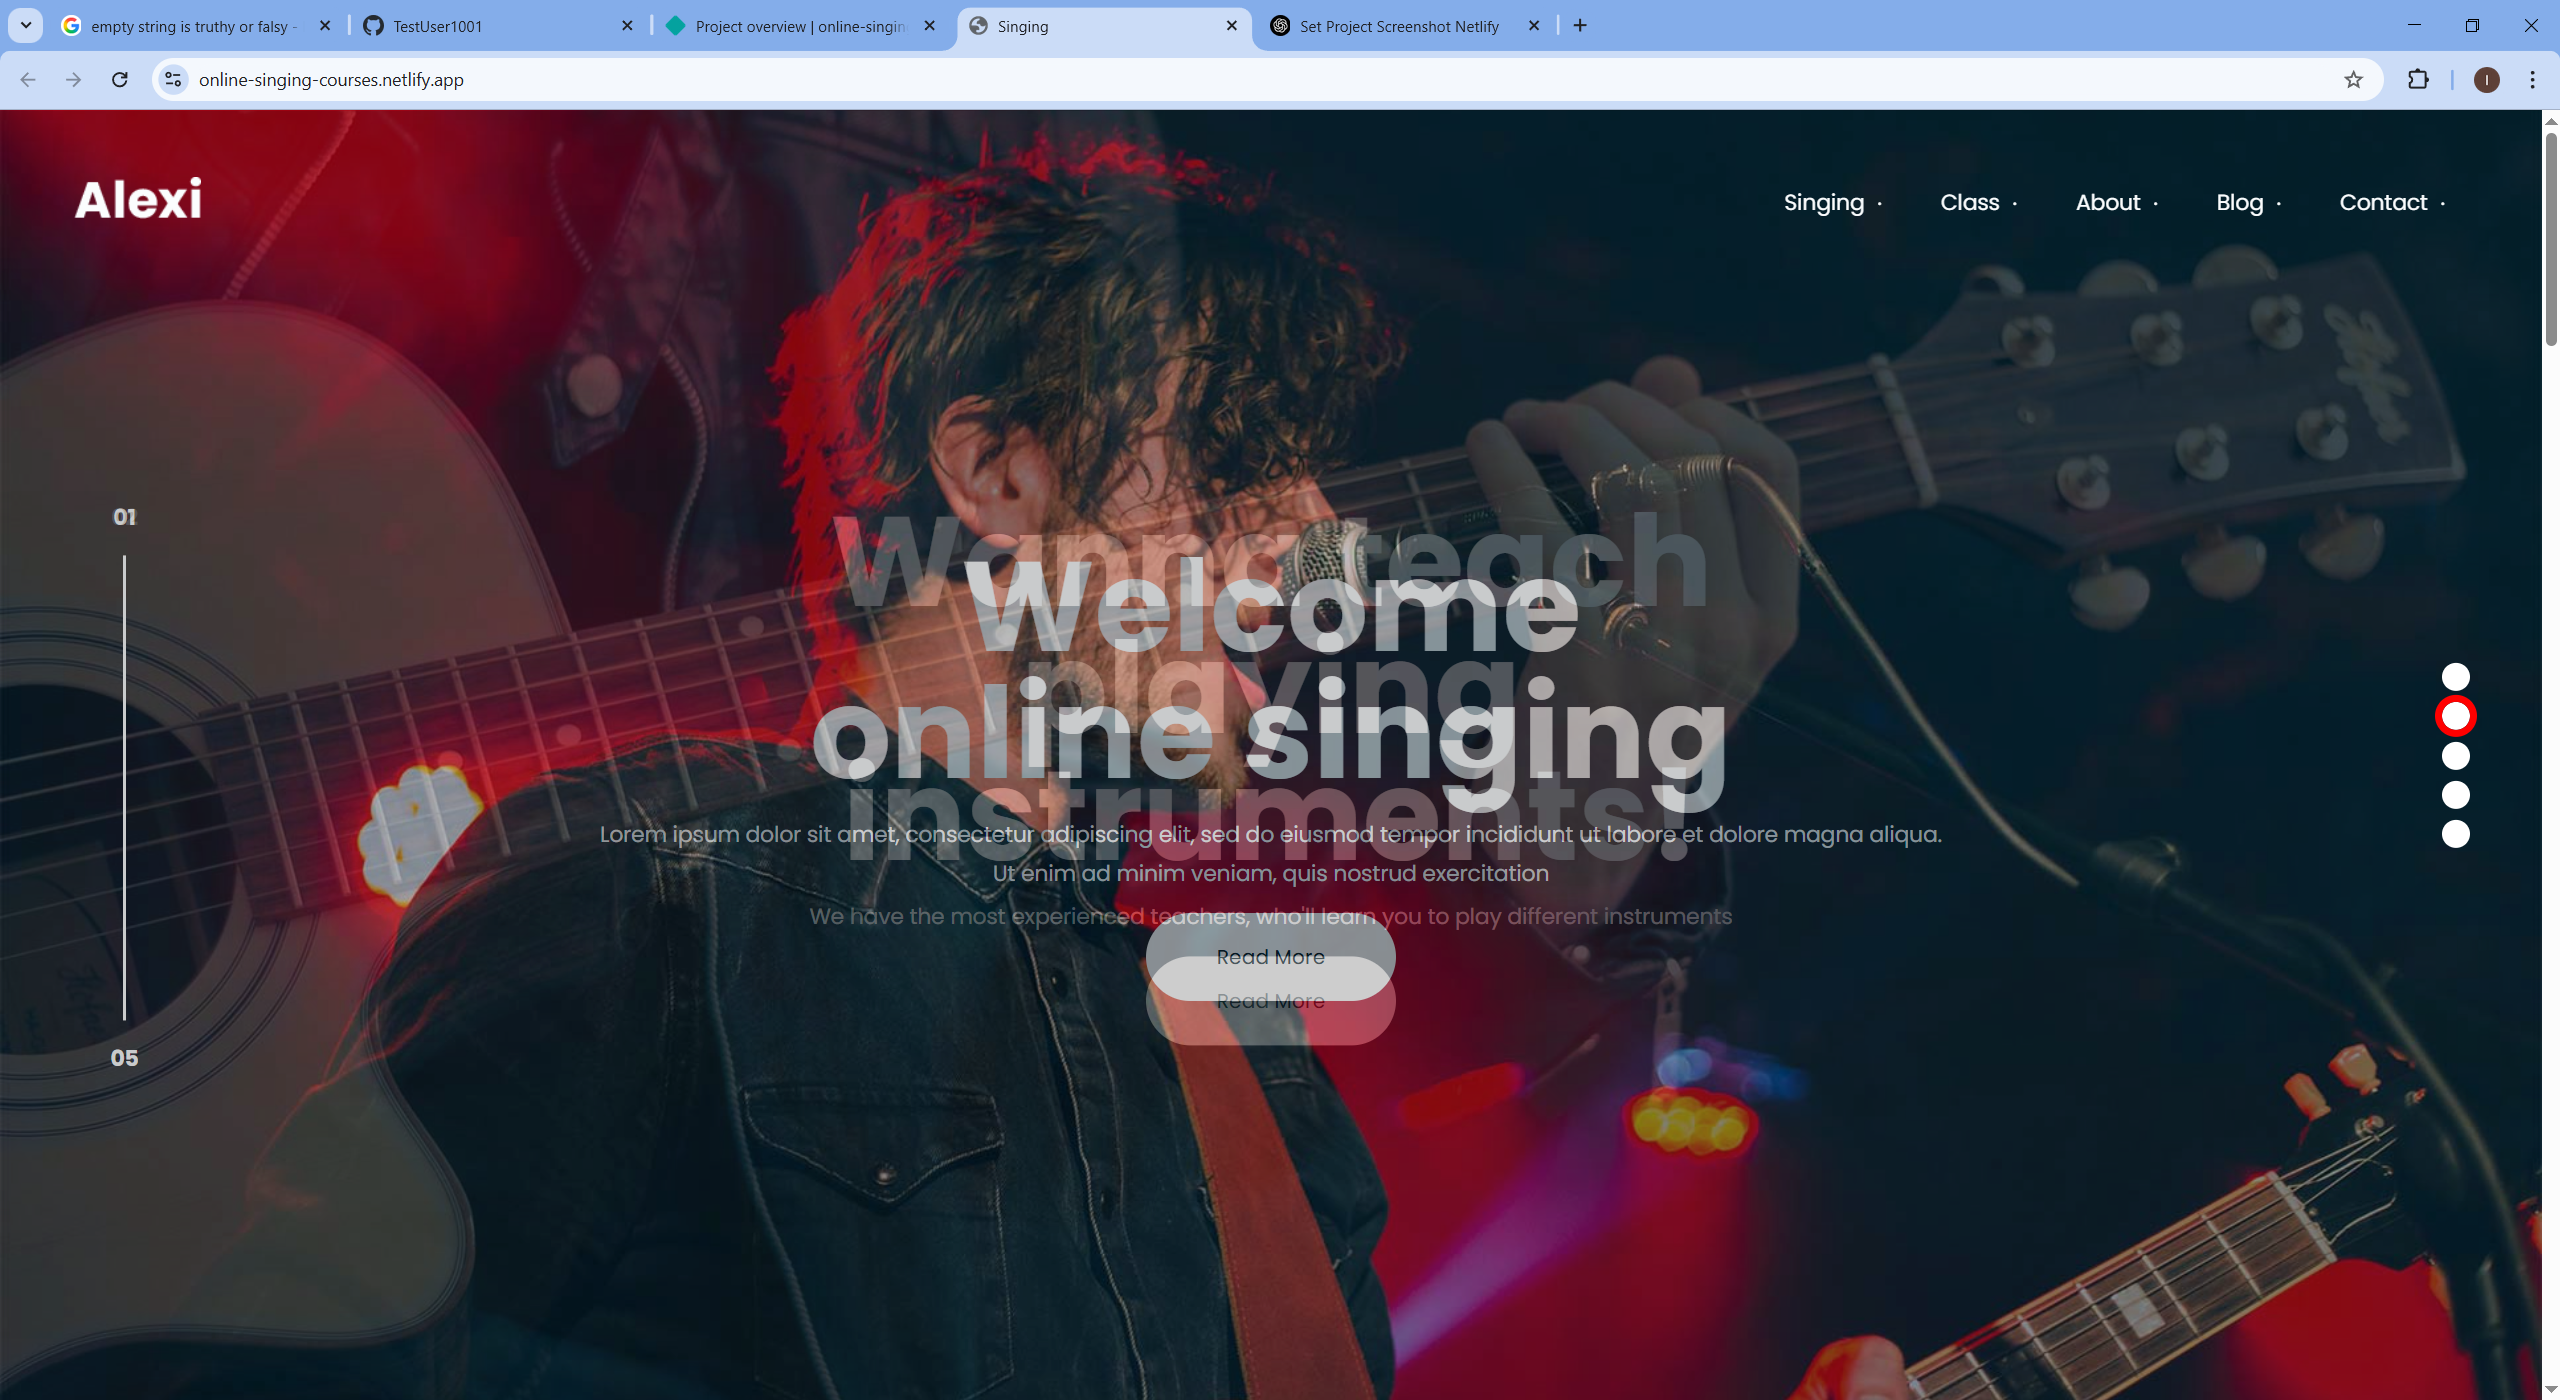 empty string is truthy or falsy -
TestUser1001
Project overview | online-singin
Singing
Set Project Screenshot Netlify
online-singing-courses.netlify.app
I
Alexi
Singing ·
Class ·
About ·
Blog ·
Contact ·
01
05
Wanna teach
playing
instruments!
We have the most experienced teachers, who'll learn you to play different instruments
Read More
Welcome
online singing
Lorem ipsum dolor sit amet, consectetur adipiscing elit, sed do eiusmod tempor incididunt ut labore et dolore magna aliqua.
Ut enim ad minim veniam, quis nostrud exercitation
Read More